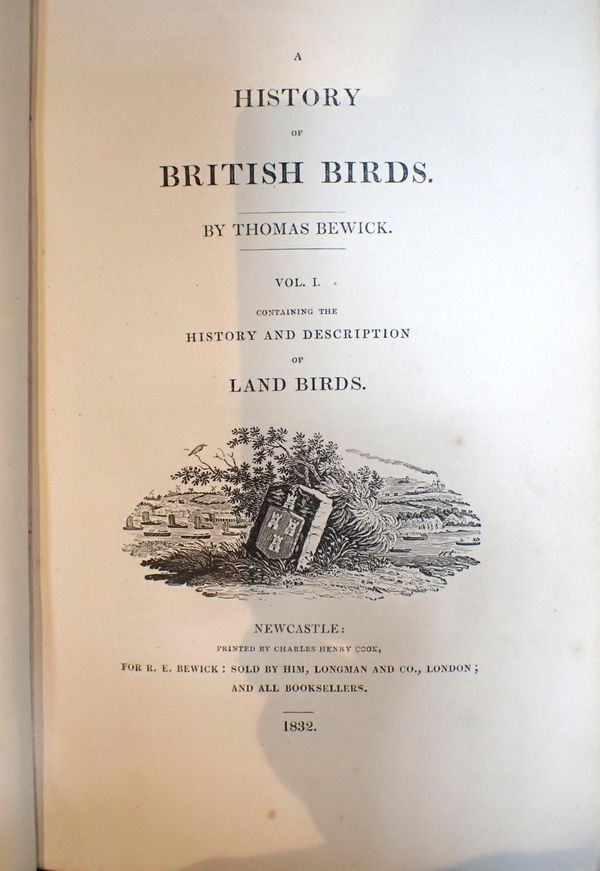 A
HISTORY
OF
BRITISH BIRDS.
BY THOMAS BEWICK.
VOL. I.
CONTAINING THE
HISTORY AND DESCRIPTION
OF
LAND BIRDS.
NEWCASTLE:
PRINTED BY CHARLES HENRY COOK,
FOR R. E. BEWICK: SOLD BY HIM, LONGMAN AND CO., LONDON;
AND ALL BOOKSELLERS.
1832.